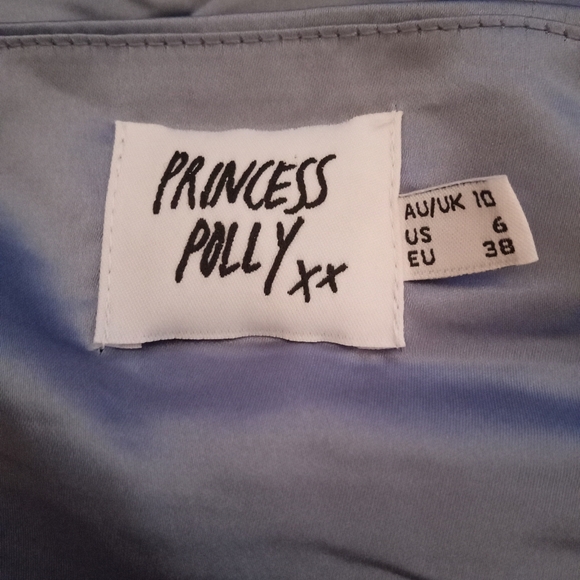 PRINCESS
POLLY xx
AU/UK 10
US 6
EU 38